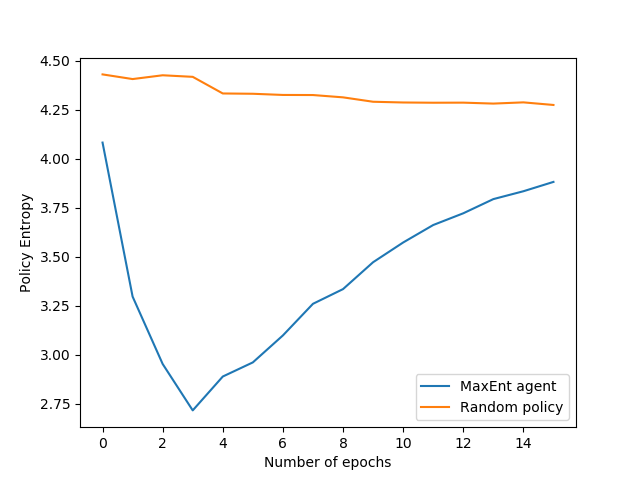 4.50
4.25
4.00
3.75
3.50
3.25
3.00
2.75
Policy Entropy
0 2 4 6 8 10 12 14
Number of epochs
MaxEnt agent
Random policy